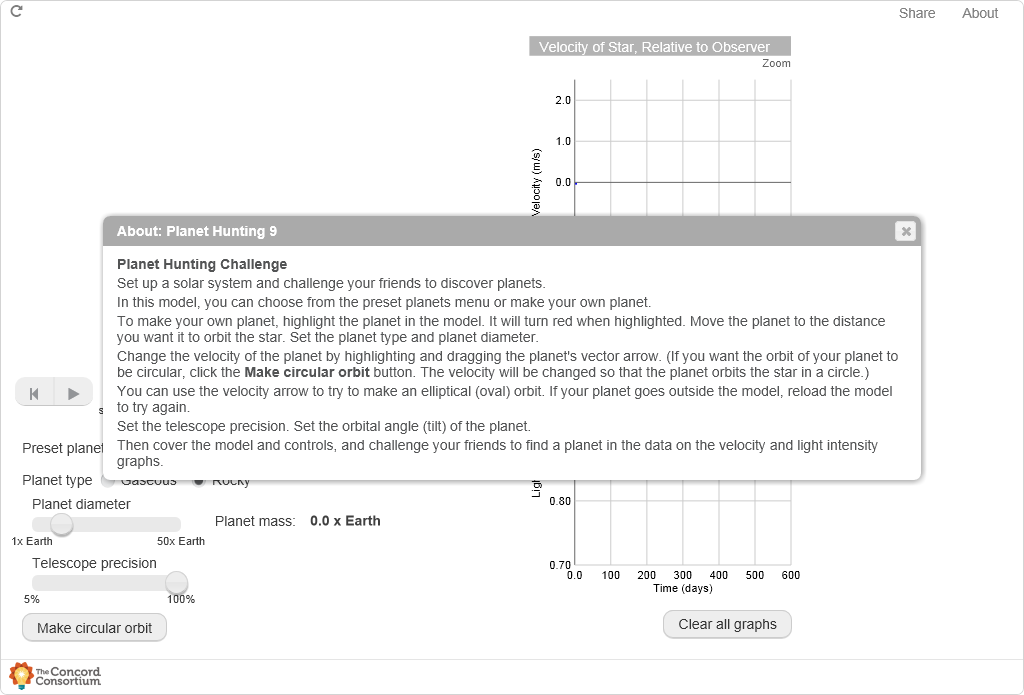 Share About
Velocity of Star, Relative to Observer
Zoom
2.0
1.0
0.0
Velocity (m/s)
About: Planet Hunting 9
Planet Hunting Challenge
Set up a solar system and challenge your friends to discover planets.
In this model, you can choose from the preset planets menu or make your own planet.
To make your own planet, highlight the planet in the model. It will turn red when highlighted. Move the planet to the distance
you want it to orbit the star. Set the planet type and planet diameter.
Change the velocity of the planet by highlighting and dragging the planet's vector arrow. (If you want the orbit of your planet to
be circular, click the Make circular orbit button. The velocity will be changed so that the planet orbits the star in a circle.)
You can use the velocity arrow to try to make an elliptical (oval) orbit. If your planet goes outside the model, reload the model
to try again.
Set the telescope precision. Set the orbital angle (tilt) of the planet.
Then cover the model and controls, and challenge your friends to find a planet in the data on the velocity and light intensity
graphs.
Preset planet
Planet type Gaseous Rocky
Planet diameter
1x Earth 50x Earth
Planet mass: 0.0 x Earth
Telescope precision
5% 100%
Make circular orbit
0.80
0.70
0.0 100 200 300 400 500 600
Time (days)
Clear all graphs
The Concord
Consortium